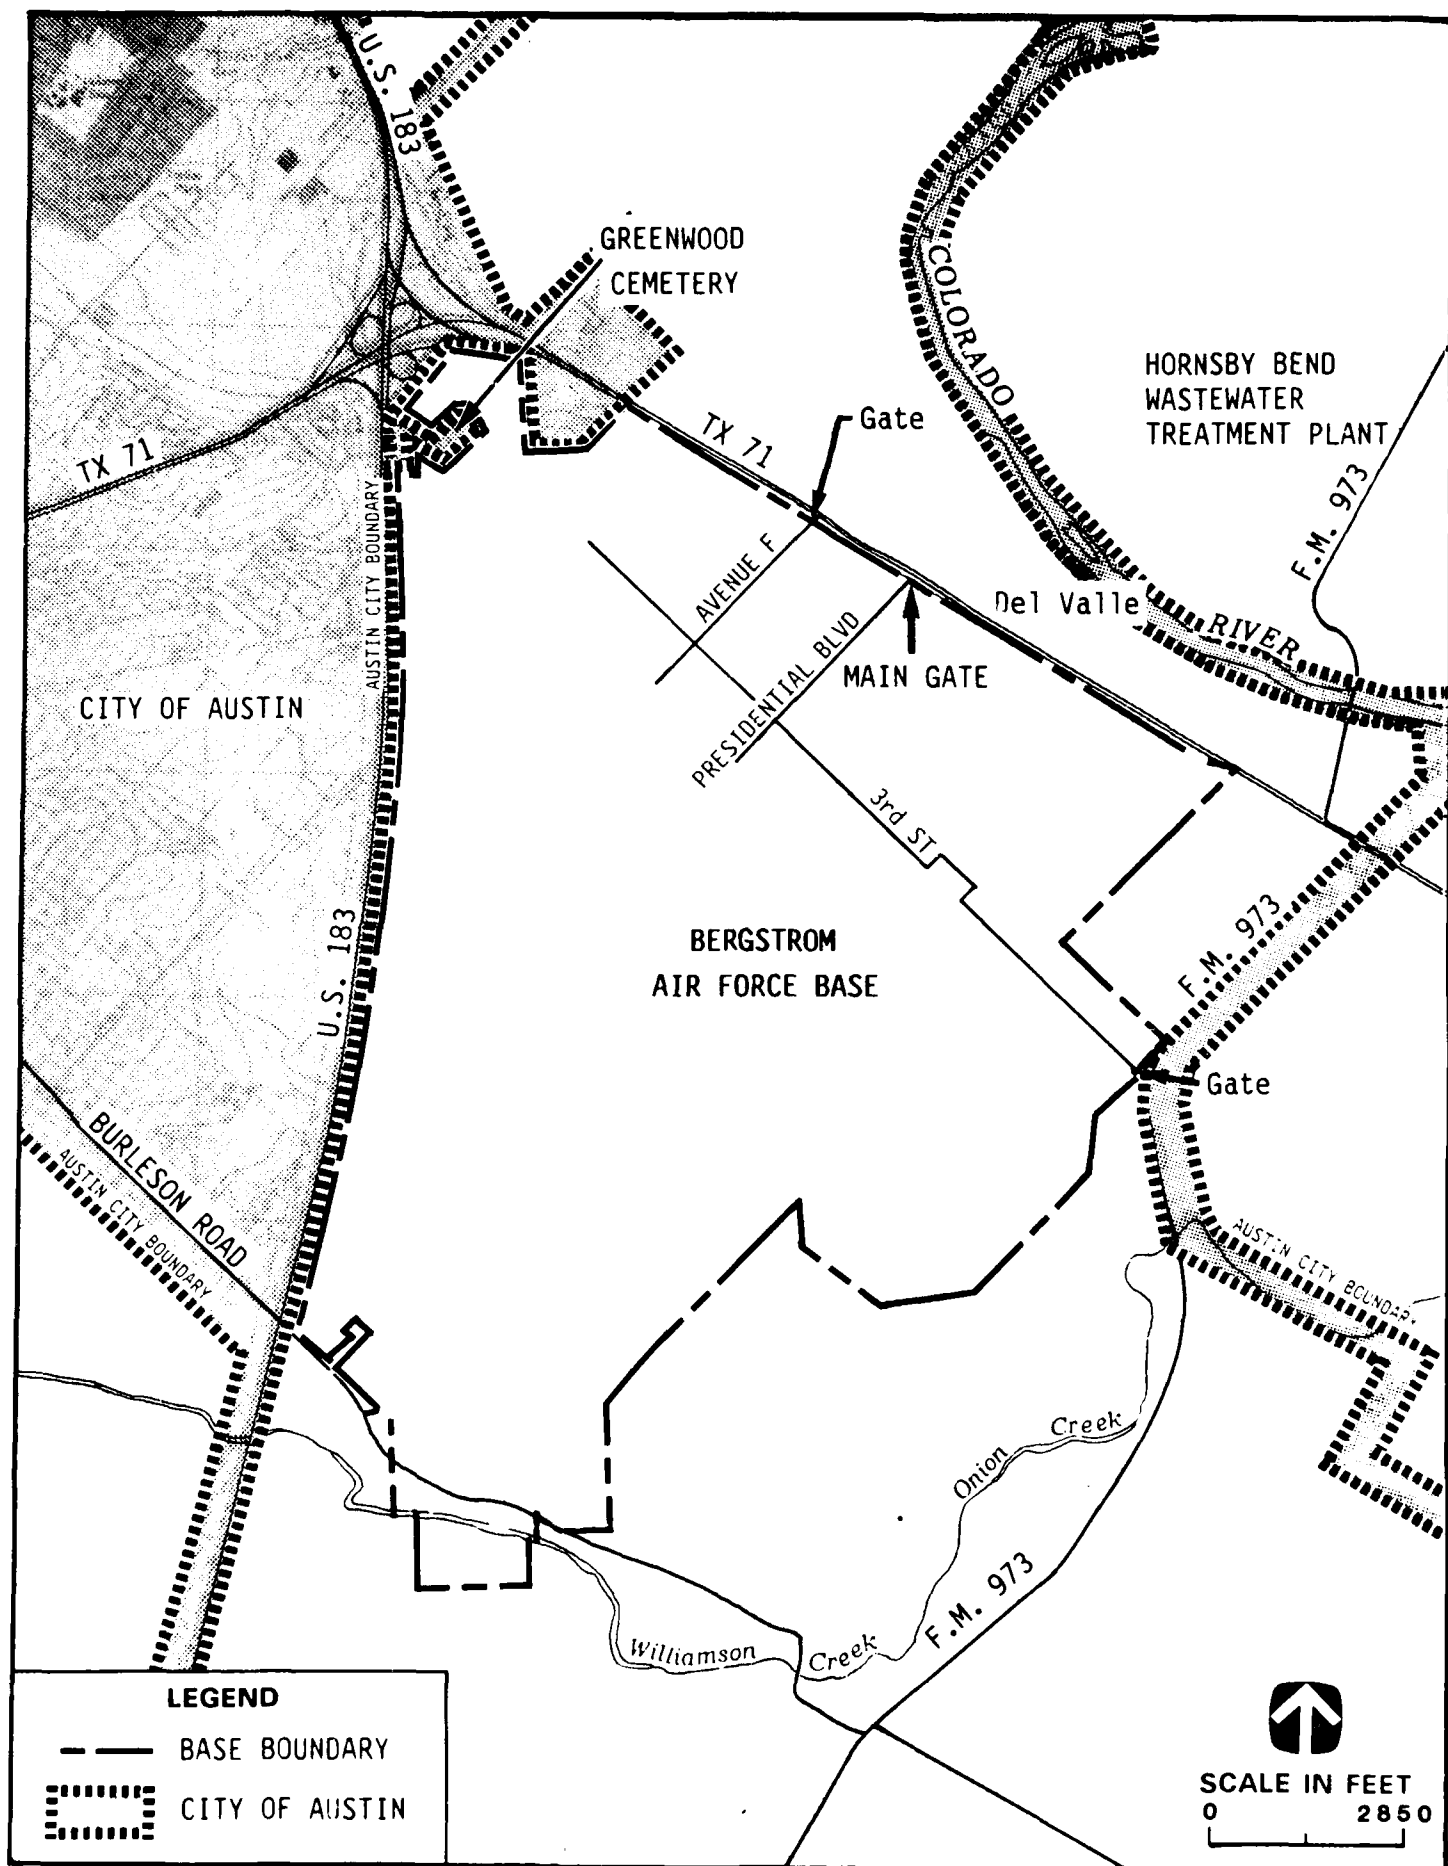 U.S. 183
GREENWOOD
CEMETERY
COLORADO
HORNSBY BEND
WASTEWATER
TREATMENT PLANT
Gate
TX 71
TX 71
F.M. 973
AUSTIN CITY BOUNDARY
AVENUE F
Del Valle
RIVER
PRESIDENTIAL BLVD
MAIN GATE
CITY OF AUSTIN
3rd ST
U.S. 183
BERGSTROM
AIR FORCE BASE
F.M. 973
Gate
BURLESON ROAD
AUSTIN CITY BOUNDARY
AUSTIN CITY BOUNDARY
Onion Creek
F.M. 973
Williamson Creek
LEGEND
BASE BOUNDARY
CITY OF AUSTIN
SCALE IN FEET
0 2850